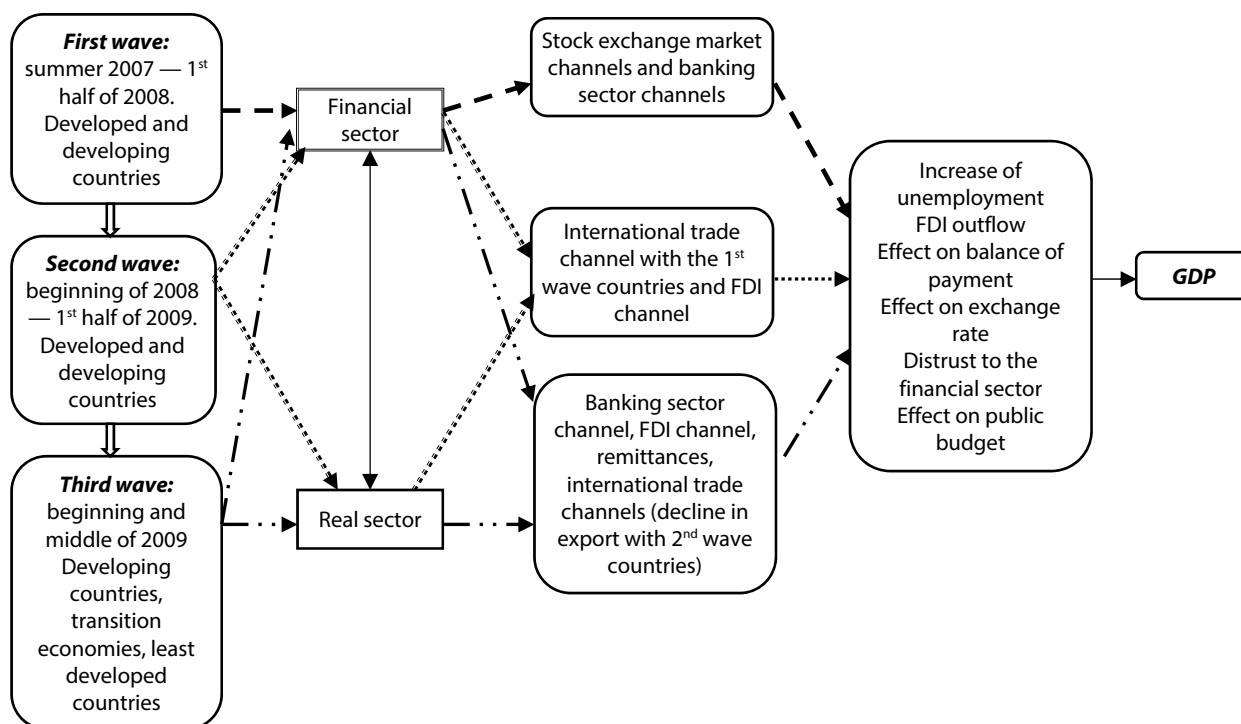 First wave:
summer 2007 — 1st
half of 2008.
Developed and
developing
countries
Second wave:
beginning of 2008
— 1st half of 2009.
Developed and
developing
countries
Third wave:
beginning and
middle of 2009
Developing
countries,
transition
economies, least
developed
countries
Financial
sector
Real sector
Stock exchange market
channels and banking
sector channels
International trade
channel with the 1st
wave countries and FDI
channel
Banking sector
channel, FDI channel,
remittances,
international trade
channels (decline in
export with 2nd wave
countries)
Increase of
unemployment
FDI outflow
Effect on balance of
payment
Effect on exchange
rate
Distrust to the
financial sector
Effect on public
budget
GDP